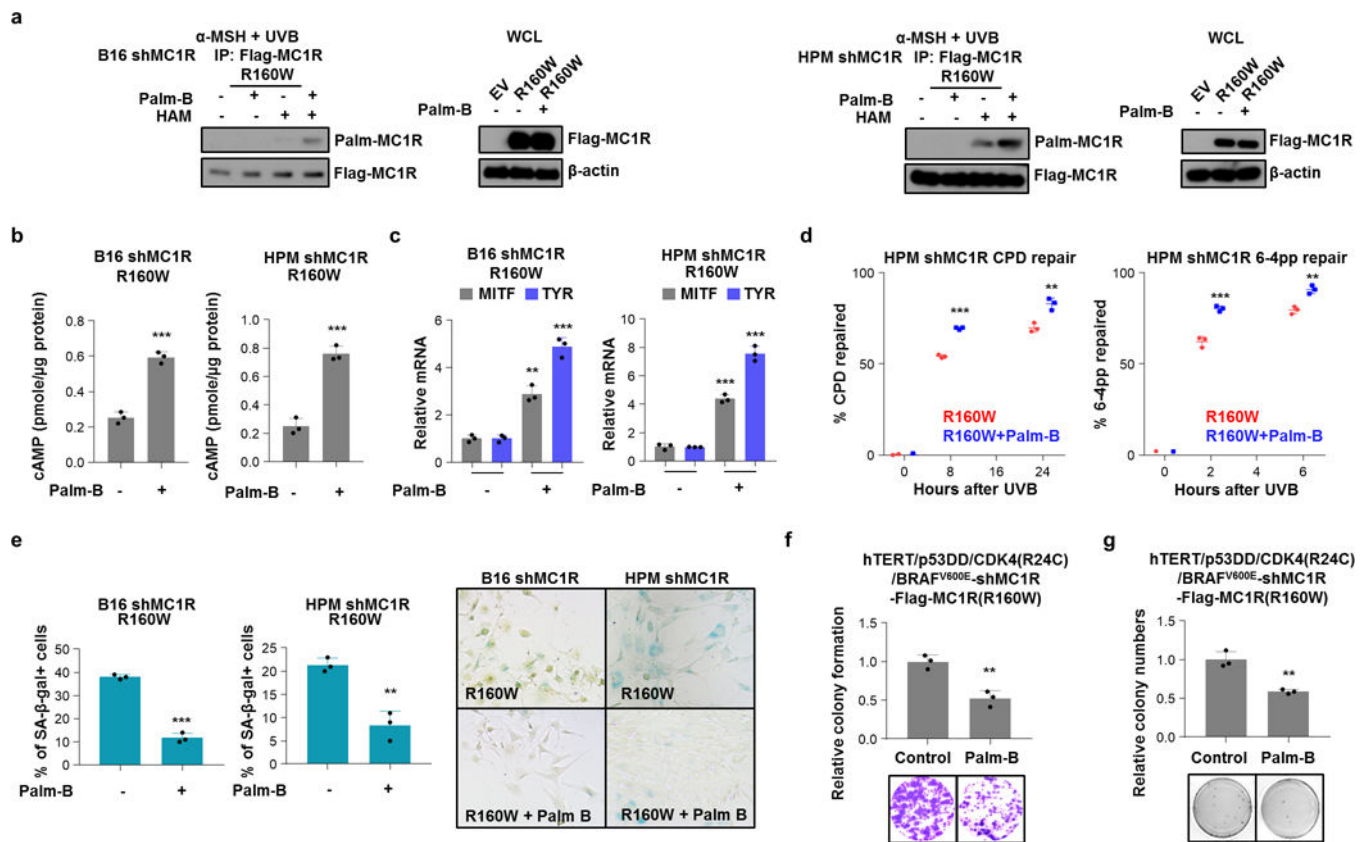 a
α-MSH + UVB
B16 shMC1R IP: Flag-MC1R
R160W
Palm-B - + - +
HAM - - + +
Palm-MC1R
Flag-MC1R
WCL
EV R160W R160W
Palm-B - - +
Flag-MC1R
β-actin
α-MSH + UVB
HPM shMC1R IP: Flag-MC1R
R160W
Palm-B - + - +
HAM - - + +
Palm-MC1R
Flag-MC1R
WCL
EV R160W R160W
Palm-B - - +
Flag-MC1R
β-actin
b
B16 shMC1R
R160W
cAMP (pmole/μg protein)
0.8
0.6
0.4
0.2
0.0
***
Palm-B - +
HPM shMC1R
R160W
cAMP (pmole/μg protein)
1.0
0.8
0.6
0.4
0.2
0.0
***
Palm-B - +
c
B16 shMC1R
R160W
MITF TYR
Relative mRNA
8
6
4
2
0
** ***
Palm-B - +
HPM shMC1R
R160W
MITF TYR
Relative mRNA
10
8
6
4
2
0
*** ***
Palm-B - +
d
HPM shMC1R CPD repair
% CPD repaired
100
50
0
*** **
R160W
R160W+Palm-B
0 8 16 24
Hours after UVB
HPM shMC1R 6-4pp repair
% 6-4pp repaired
100
50
0
*** **
R160W
R160W+Palm-B
0 2 4 6
Hours after UVB
e
B16 shMC1R
R160W
% of SA-β-gal+ cells
50
40
30
20
10
0
***
Palm-B - +
HPM shMC1R
R160W
% of SA-β-gal+ cells
25
20
15
10
5
0
**
Palm-B - +
B16 shMC1R HPM shMC1R
R160W R160W
R160W + Palm B R160W + Palm B
f
hTERT/p53DD/CDK4(R24C)
/BRAFV600E-shMC1R
-Flag-MC1R(R160W)
Relative colony formation
1.5
1.0
0.5
0.0
**
Control Palm-B
g
hTERT/p53DD/CDK4(R24C)
/BRAFV600E-shMC1R
-Flag-MC1R(R160W)
Relative colony numbers
1.5
1.0
0.5
0.0
**
Control Palm-B